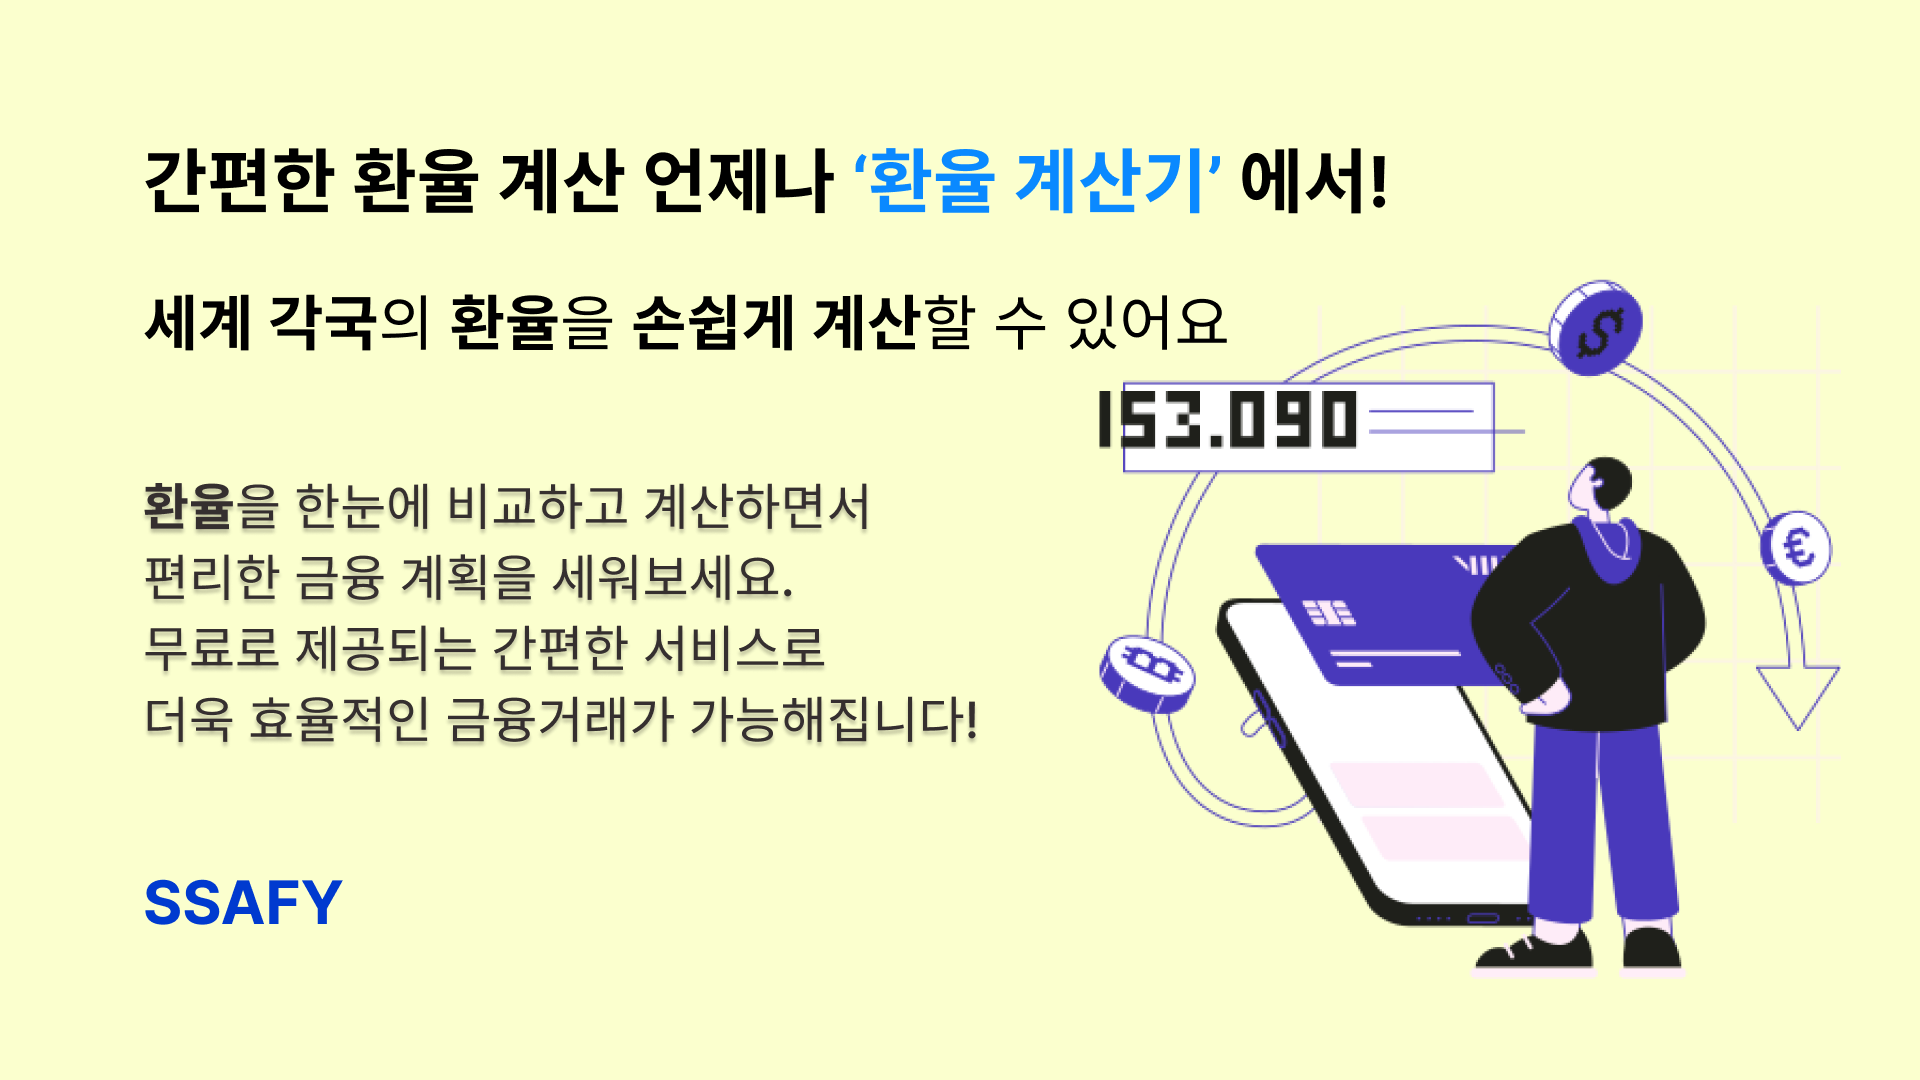 간편한 환율 계산 언제나 ‘환율 계산기’ 에서!
세계 각국의 환율을 손쉽게 계산할 수 있어요
153.090
환율을 한눈에 비교하고 계산하면서
편리한 금융 계획을 세워보세요.
무료로 제공되는 간편한 서비스로
더욱 효율적인 금융거래가 가능해집니다!
SSAFY
$
€
B